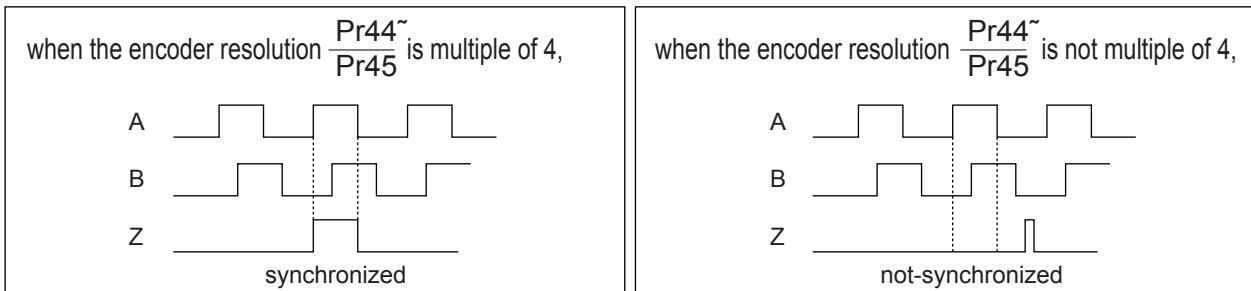 when the encoder resolution Pr44˜
Pr45 is multiple of 4,
A
B
Z
synchronized
when the encoder resolution Pr44˜
Pr45 is not multiple of 4,
A
B
Z
not-synchronized